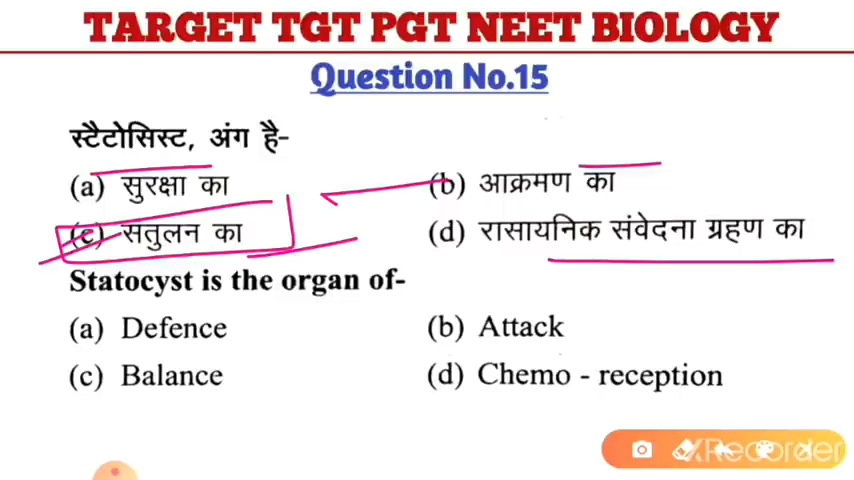 TARGET TGT PGT NEET BIOLOGY
Question No.15
स्टैटोसिस्ट, अंग है-
(a) सुरक्षा का (b) आक्रमण का
(c) सतुलन का (d) रासायनिक संवेदना ग्रहण का
Statocyst is the organ of-
(a) Defence (b) Attack
(c) Balance (d) Chemo - reception
XRecorder